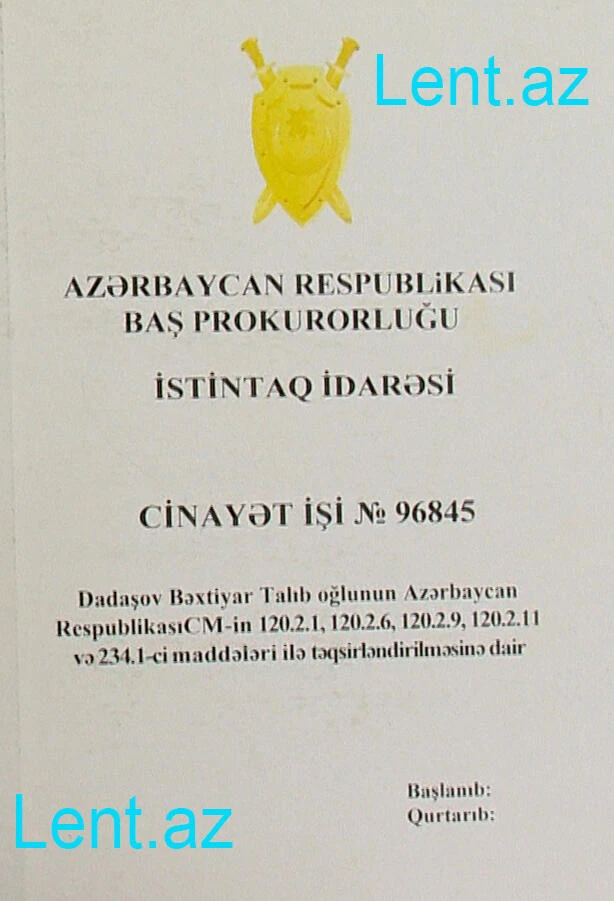 Lent.az
AZƏRBAYCAN RESPUBLiKASI
BAŞ PROKURORLUĞU
İSTİNTAQ İDARƏSİ
CİNAYƏT İŞİ № 96845
Dadaşov Bəxtiyar Talıb oğlunun Azərbaycan
RespublikasıCM-in 120.2.1, 120.2.6, 120.2.9, 120.2.11
və 234.1-ci maddələri ilə təqsirləndirilməsinə dair
Başlanıb:
Qurtarıb:
Lent.az